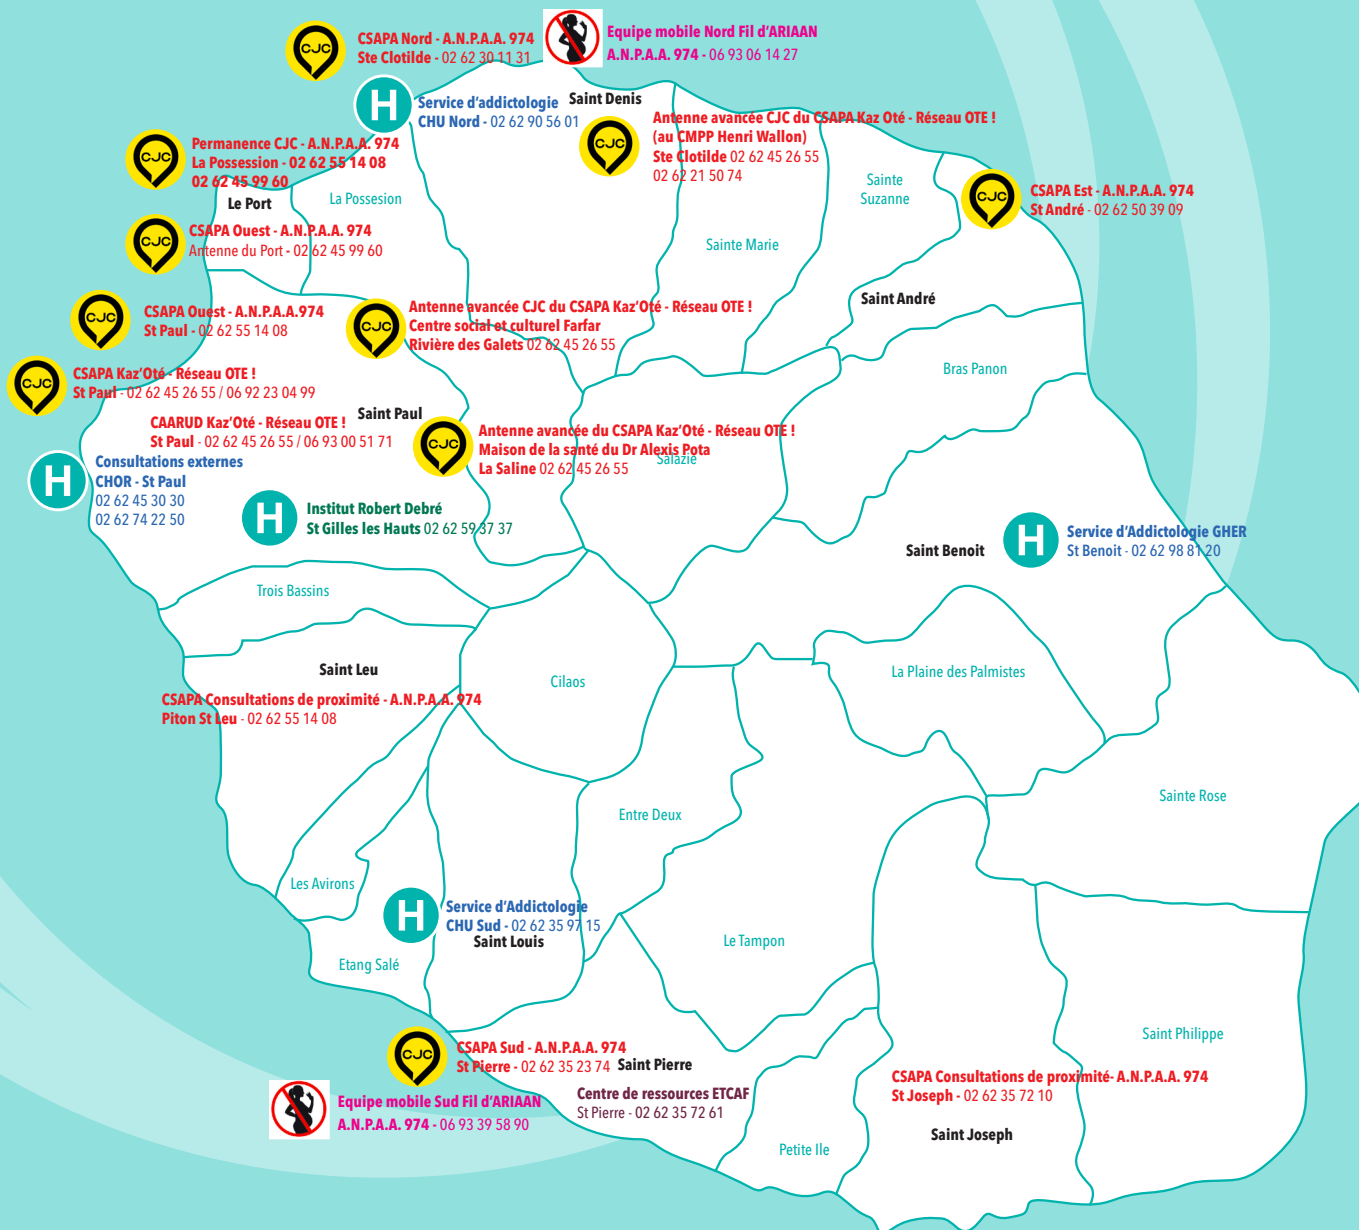 CJC
CSAPA Nord - A.N.P.A.A. 974
Ste Clotilde - 02 62 30 11 31
Equipe mobile Nord Fil d’ARIAAN
A.N.P.A.A. 974 - 06 93 06 14 27
H
Service d’addictologie
CHU Nord - 02 62 90 56 01
Saint Denis
CJC
Antenne avancée CJC du CSAPA Kaz Oté - Réseau OTE !
(au CMPP Henri Wallon)
Ste Clotilde 02 62 45 26 55
02 62 21 50 74
CJC
Permanence CJC - A.N.P.A.A. 974
La Possession - 02 62 55 14 08
02 62 45 99 60
Le Port
La Possesion
Sainte
Suzanne
CJC
CSAPA Est - A.N.P.A.A. 974
St André - 02 62 50 39 09
CJC
CSAPA Ouest - A.N.P.A.A. 974
Antenne du Port - 02 62 45 99 60
Sainte Marie
Saint André
CJC
CSAPA Ouest - A.N.P.A.A.974
St Paul - 02 62 55 14 08
CJC
Antenne avancée CJC du CSAPA Kaz’Oté - Réseau OTE !
Centre social et culturel Farfar
Rivière des Galets 02 62 45 26 55
Bras Panon
CJC
CSAPA Kaz’Oté - Réseau OTE !
St Paul - 02 62 45 26 55 / 06 92 23 04 99
Saint Paul
CAARUD Kaz’Oté - Réseau OTE !
St Paul - 02 62 45 26 55 / 06 93 00 51 71
CJC
Antenne avancée du CSAPA Kaz’Oté - Réseau OTE !
Maison de la santé du Dr Alexis Pota
La Saline 02 62 45 26 55
Salazie
H
Consultations externes
CHOR - St Paul
02 62 45 30 30
02 62 74 22 50
H
Institut Robert Debré
St Gilles les Hauts 02 62 59 37 37
Saint Benoit
H
Service d’Addictologie GHER
St Benoit - 02 62 98 81 20
Trois Bassins
Saint Leu
Cilaos
La Plaine des Palmistes
CSAPA Consultations de proximité - A.N.P.A.A. 974
Piton St Leu - 02 62 55 14 08
Sainte Rose
Entre Deux
Les Avirons
H
Service d’Addictologie
CHU Sud - 02 62 35 97 15
Saint Louis
Le Tampon
Etang Salé
Saint Philippe
CJC
CSAPA Sud - A.N.P.A.A. 974
St Pierre - 02 62 35 23 74
Saint Pierre
CSAPA Consultations de proximité- A.N.P.A.A. 974
St Joseph - 02 62 35 72 10
Equipe mobile Sud Fil d’ARIAAN
A.N.P.A.A. 974 - 06 93 39 58 90
Centre de ressources ETCAF
St Pierre - 02 62 35 72 61
Saint Joseph
Petite Ile